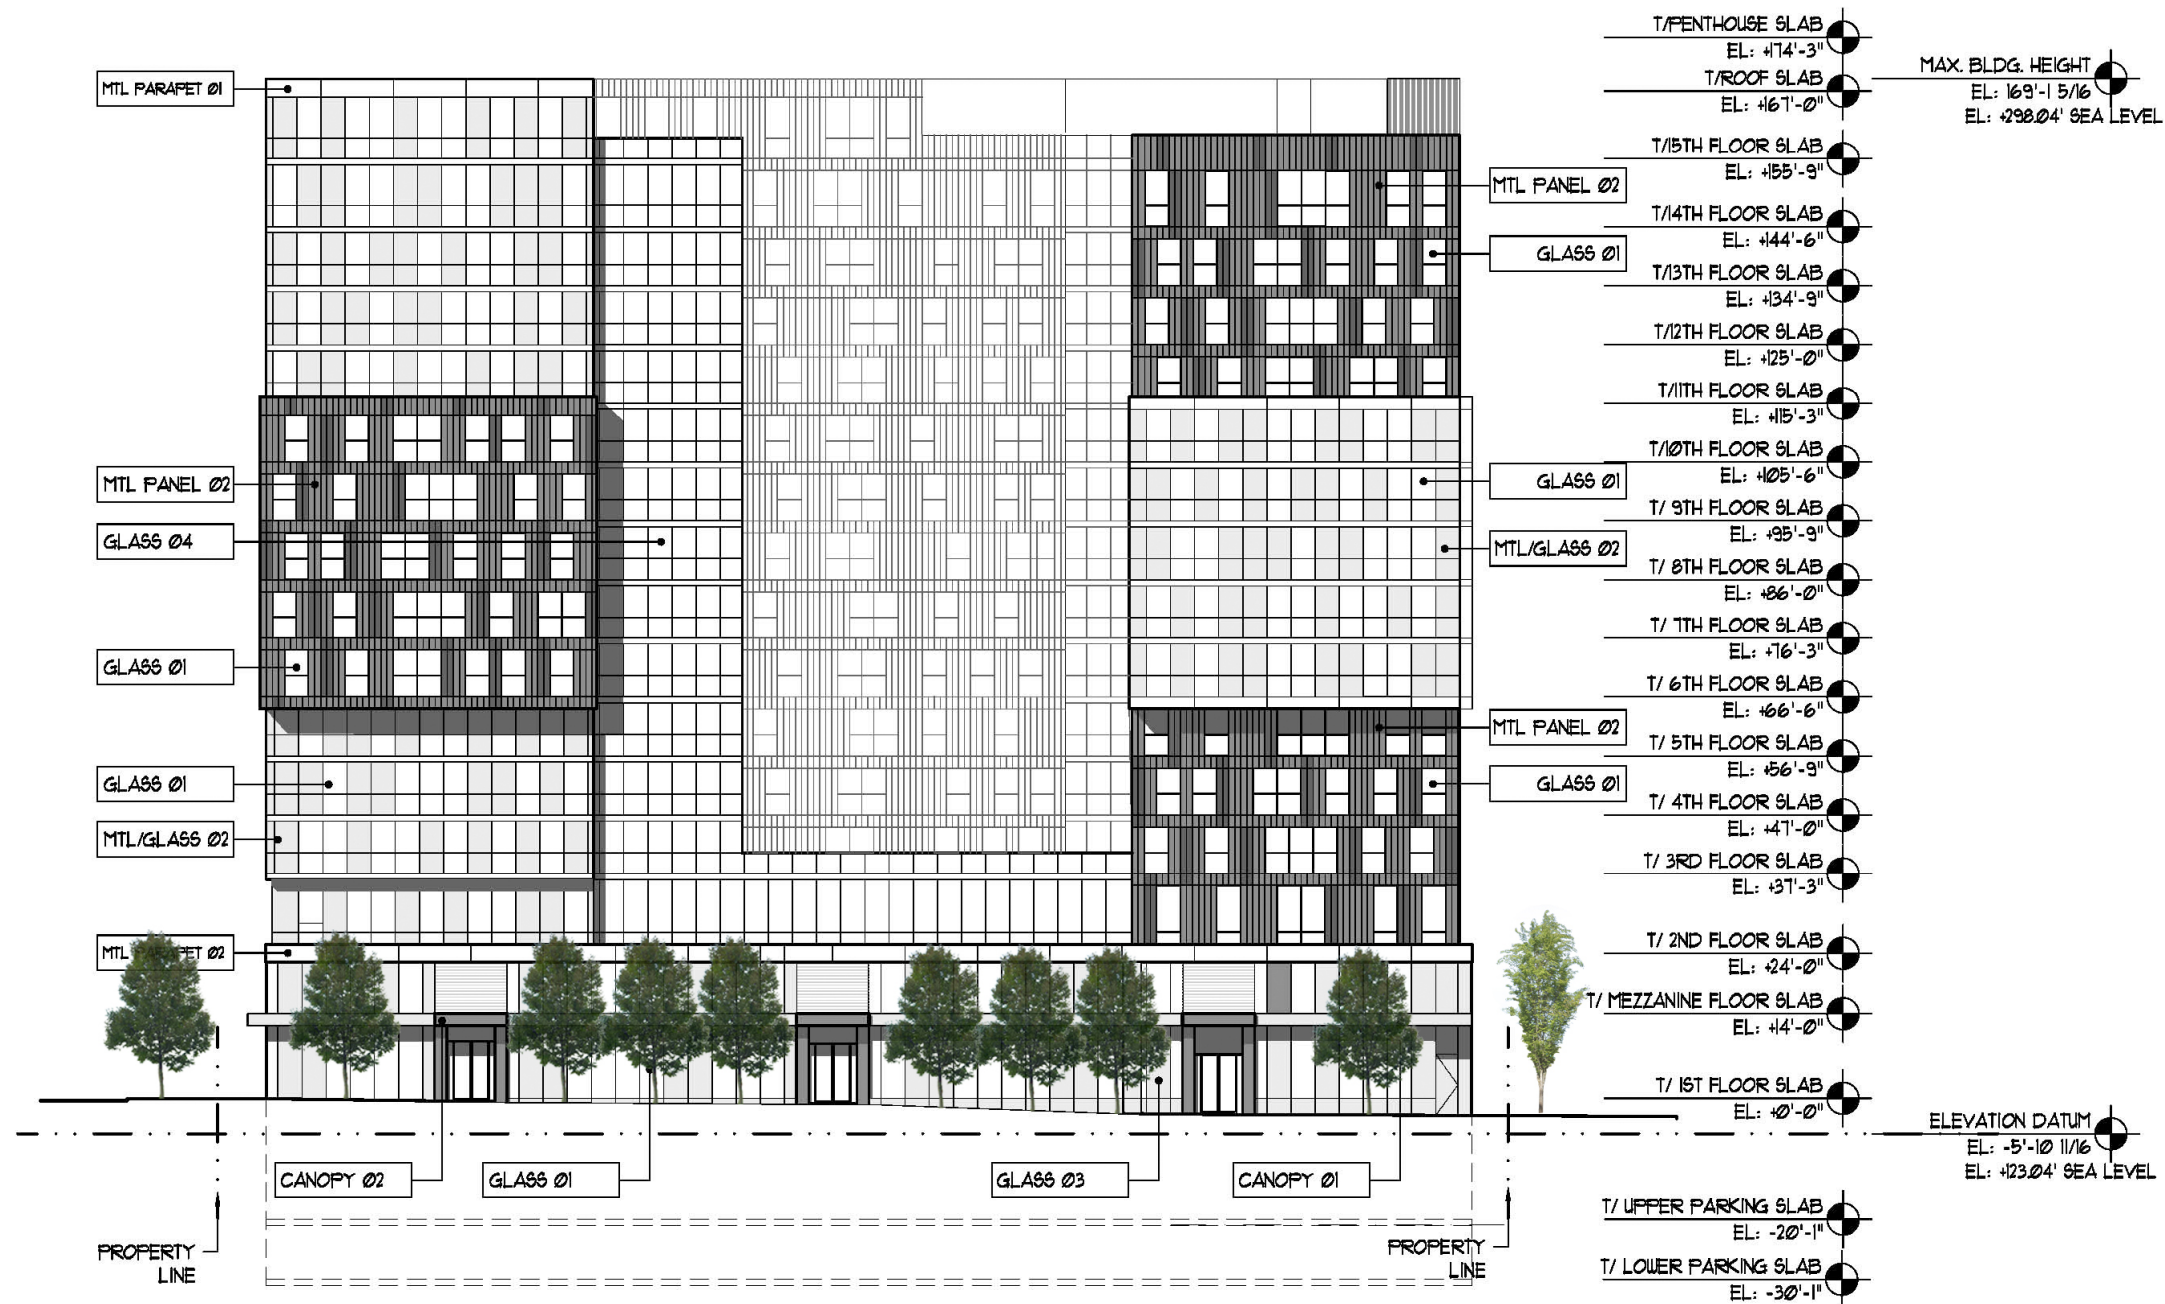 MTL PARAPET 01
MTL PANEL 02
GLASS 04
GLASS 01
GLASS 01
MTL/GLASS 02
MTL PARAPET 02
CANOPY 02
GLASS 01
GLASS 03
CANOPY 01
PROPERTY
LINE
PROPERTY
LINE
MTL PANEL 02
GLASS 01
GLASS 01
MTL/GLASS 02
MTL PANEL 02
GLASS 01
T/PENTHOUSE SLAB
EL: +174'-3"
T/ROOF SLAB
EL: +167'-0"
T/15TH FLOOR SLAB
EL: +155'-9"
T/14TH FLOOR SLAB
EL: +144'-6"
T/13TH FLOOR SLAB
EL: +134'-9"
T/12TH FLOOR SLAB
EL: +125'-0"
T/11TH FLOOR SLAB
EL: +115'-3"
T/10TH FLOOR SLAB
EL: +105'-6"
T/ 9TH FLOOR SLAB
EL: +95'-9"
T/ 8TH FLOOR SLAB
EL: +86'-0"
T/ 7TH FLOOR SLAB
EL: +76'-3"
T/ 6TH FLOOR SLAB
EL: +66'-6"
T/ 5TH FLOOR SLAB
EL: +56'-9"
T/ 4TH FLOOR SLAB
EL: +47'-0"
T/ 3RD FLOOR SLAB
EL: +37'-3"
T/ 2ND FLOOR SLAB
EL: +24'-0"
T/ MEZZANINE FLOOR SLAB
EL: +14'-0"
T/ 1ST FLOOR SLAB
EL: +0'-0"
T/ UPPER PARKING SLAB
EL: -20'-1"
T/ LOWER PARKING SLAB
EL: -30'-1"
MAX. BLDG. HEIGHT
EL: 169'-1 5/16
EL: +298.04' SEA LEVEL
ELEVATION DATUM
EL: -5'-10 11/16
EL: +123.04' SEA LEVEL